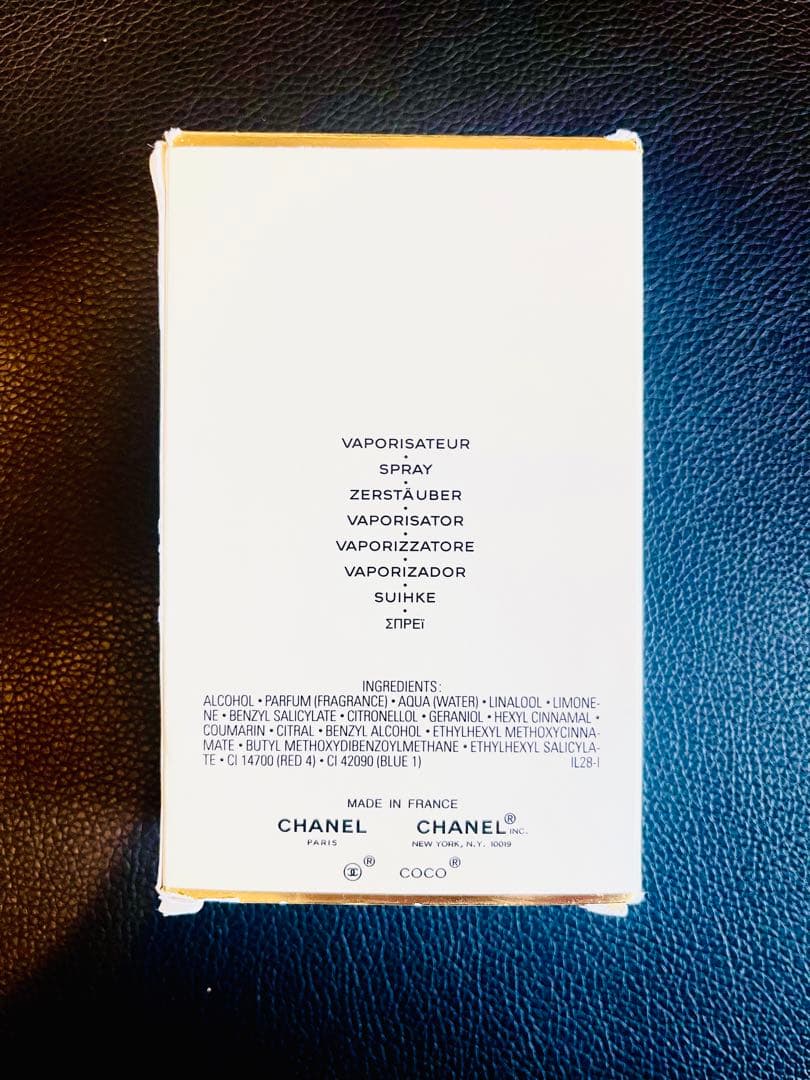 VAPORISATEUR
•
SPRAY
•
ZERSTÄUBER
•
VAPORISATOR
•
VAPORIZZATORE
•
VAPORIZADOR
•
SUIHKE
•
ΣΠΡΕϊ
INGREDIENTS:
ALCOHOL • PARFUM (FRAGRANCE) • AQUA (WATER) • LINALOOL • LIMONE-
NE • BENZYL SALICYLATE • CITRONELLOL • GERANIOL • HEXYL CINNAMAL •
COUMARIN • CITRAL • BENZYL ALCOHOL • ETHYLHEXYL METHOXYCINNA-
MATE • BUTYL METHOXYDIBENZOYLMETHANE • ETHYLHEXYL SALICYLA-
TE • CI 14700 (RED 4) • CI 42090 (BLUE 1) IL28-I
MADE IN FRANCE
CHANEL CHANEL® INC.
PARIS NEW YORK, N.Y. 10019
® COCO®